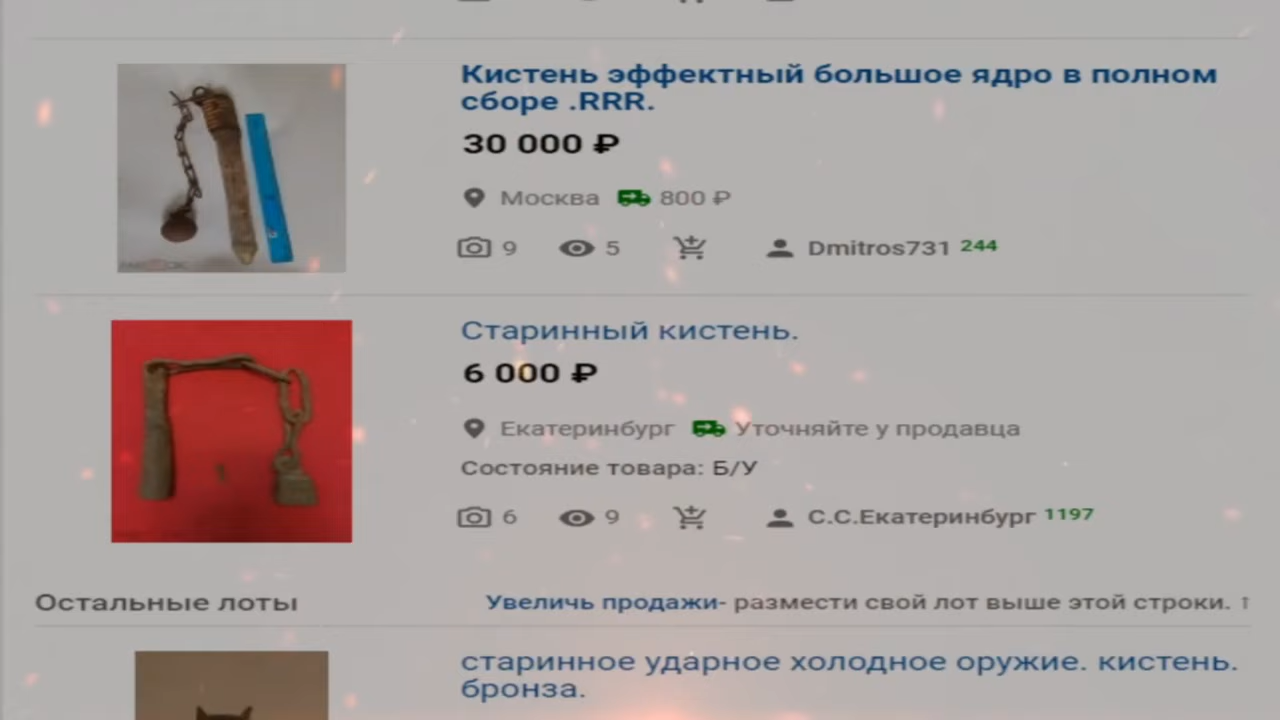 Кистень эффектный большое ядро в полном
сборе .RRR.
30 000 ₽
Москва 800 ₽
9 5 Dmitros731 244
Старинный кистень.
6 000 ₽
Екатеринбург Уточняйте у продавца
Состояние товара: Б/У
6 9 С.С.Екатеринбург 1197
Остальные лоты Увеличь продажи- размести свой лот выше этой строки. ↑
старинное ударное холодное оружие. кистень.
бронза.